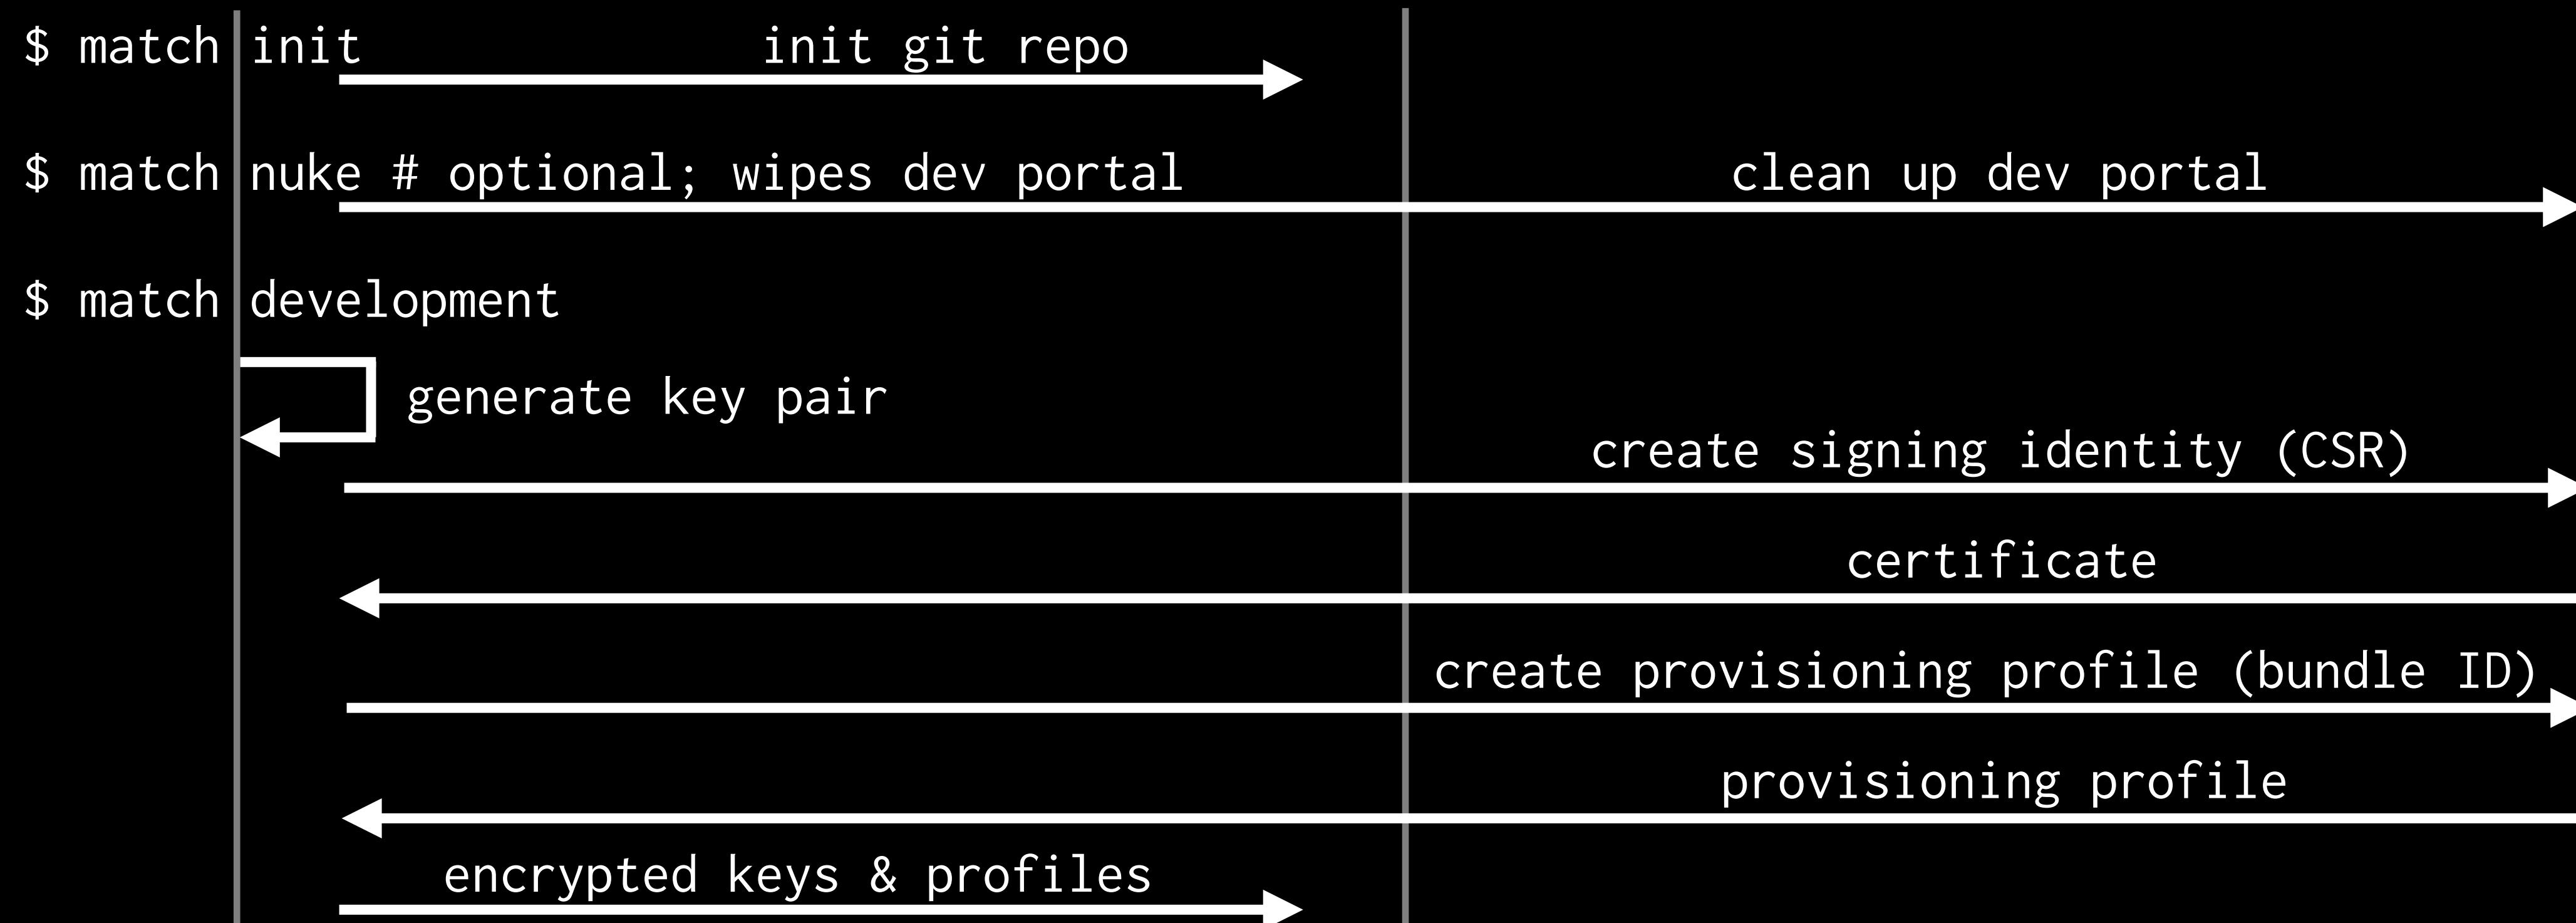 $ match init
init git repo
$ match nuke # optional; wipes dev portal
clean up dev portal
$ match development
generate key pair
create signing identity (CSR)
certificate
create provisioning profile (bundle ID)
provisioning profile
encrypted keys & profiles